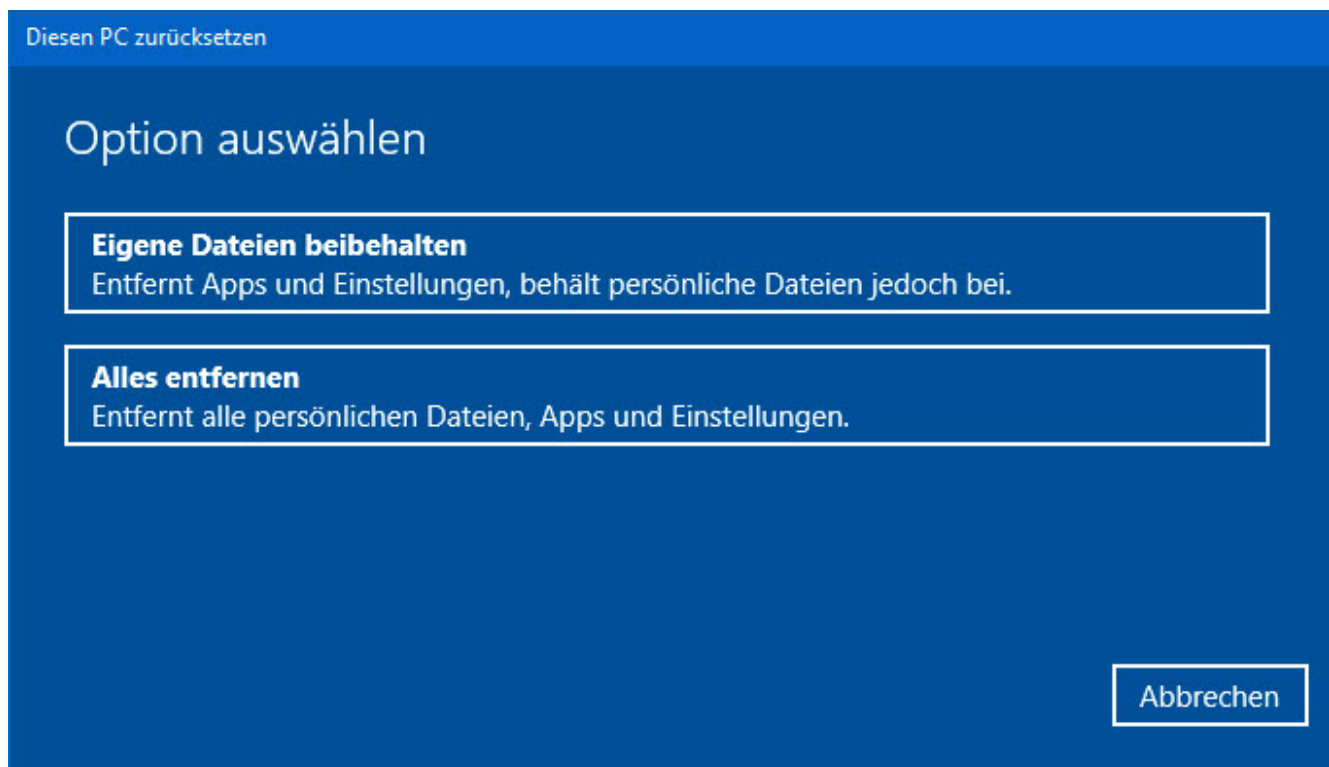 Diesen PC zurücksetzen
Option auswählen
Eigene Dateien beibehalten
Entfernt Apps und Einstellungen, behält persönliche Dateien jedoch bei.
Alles entfernen
Entfernt alle persönlichen Dateien, Apps und Einstellungen.
Abbrechen